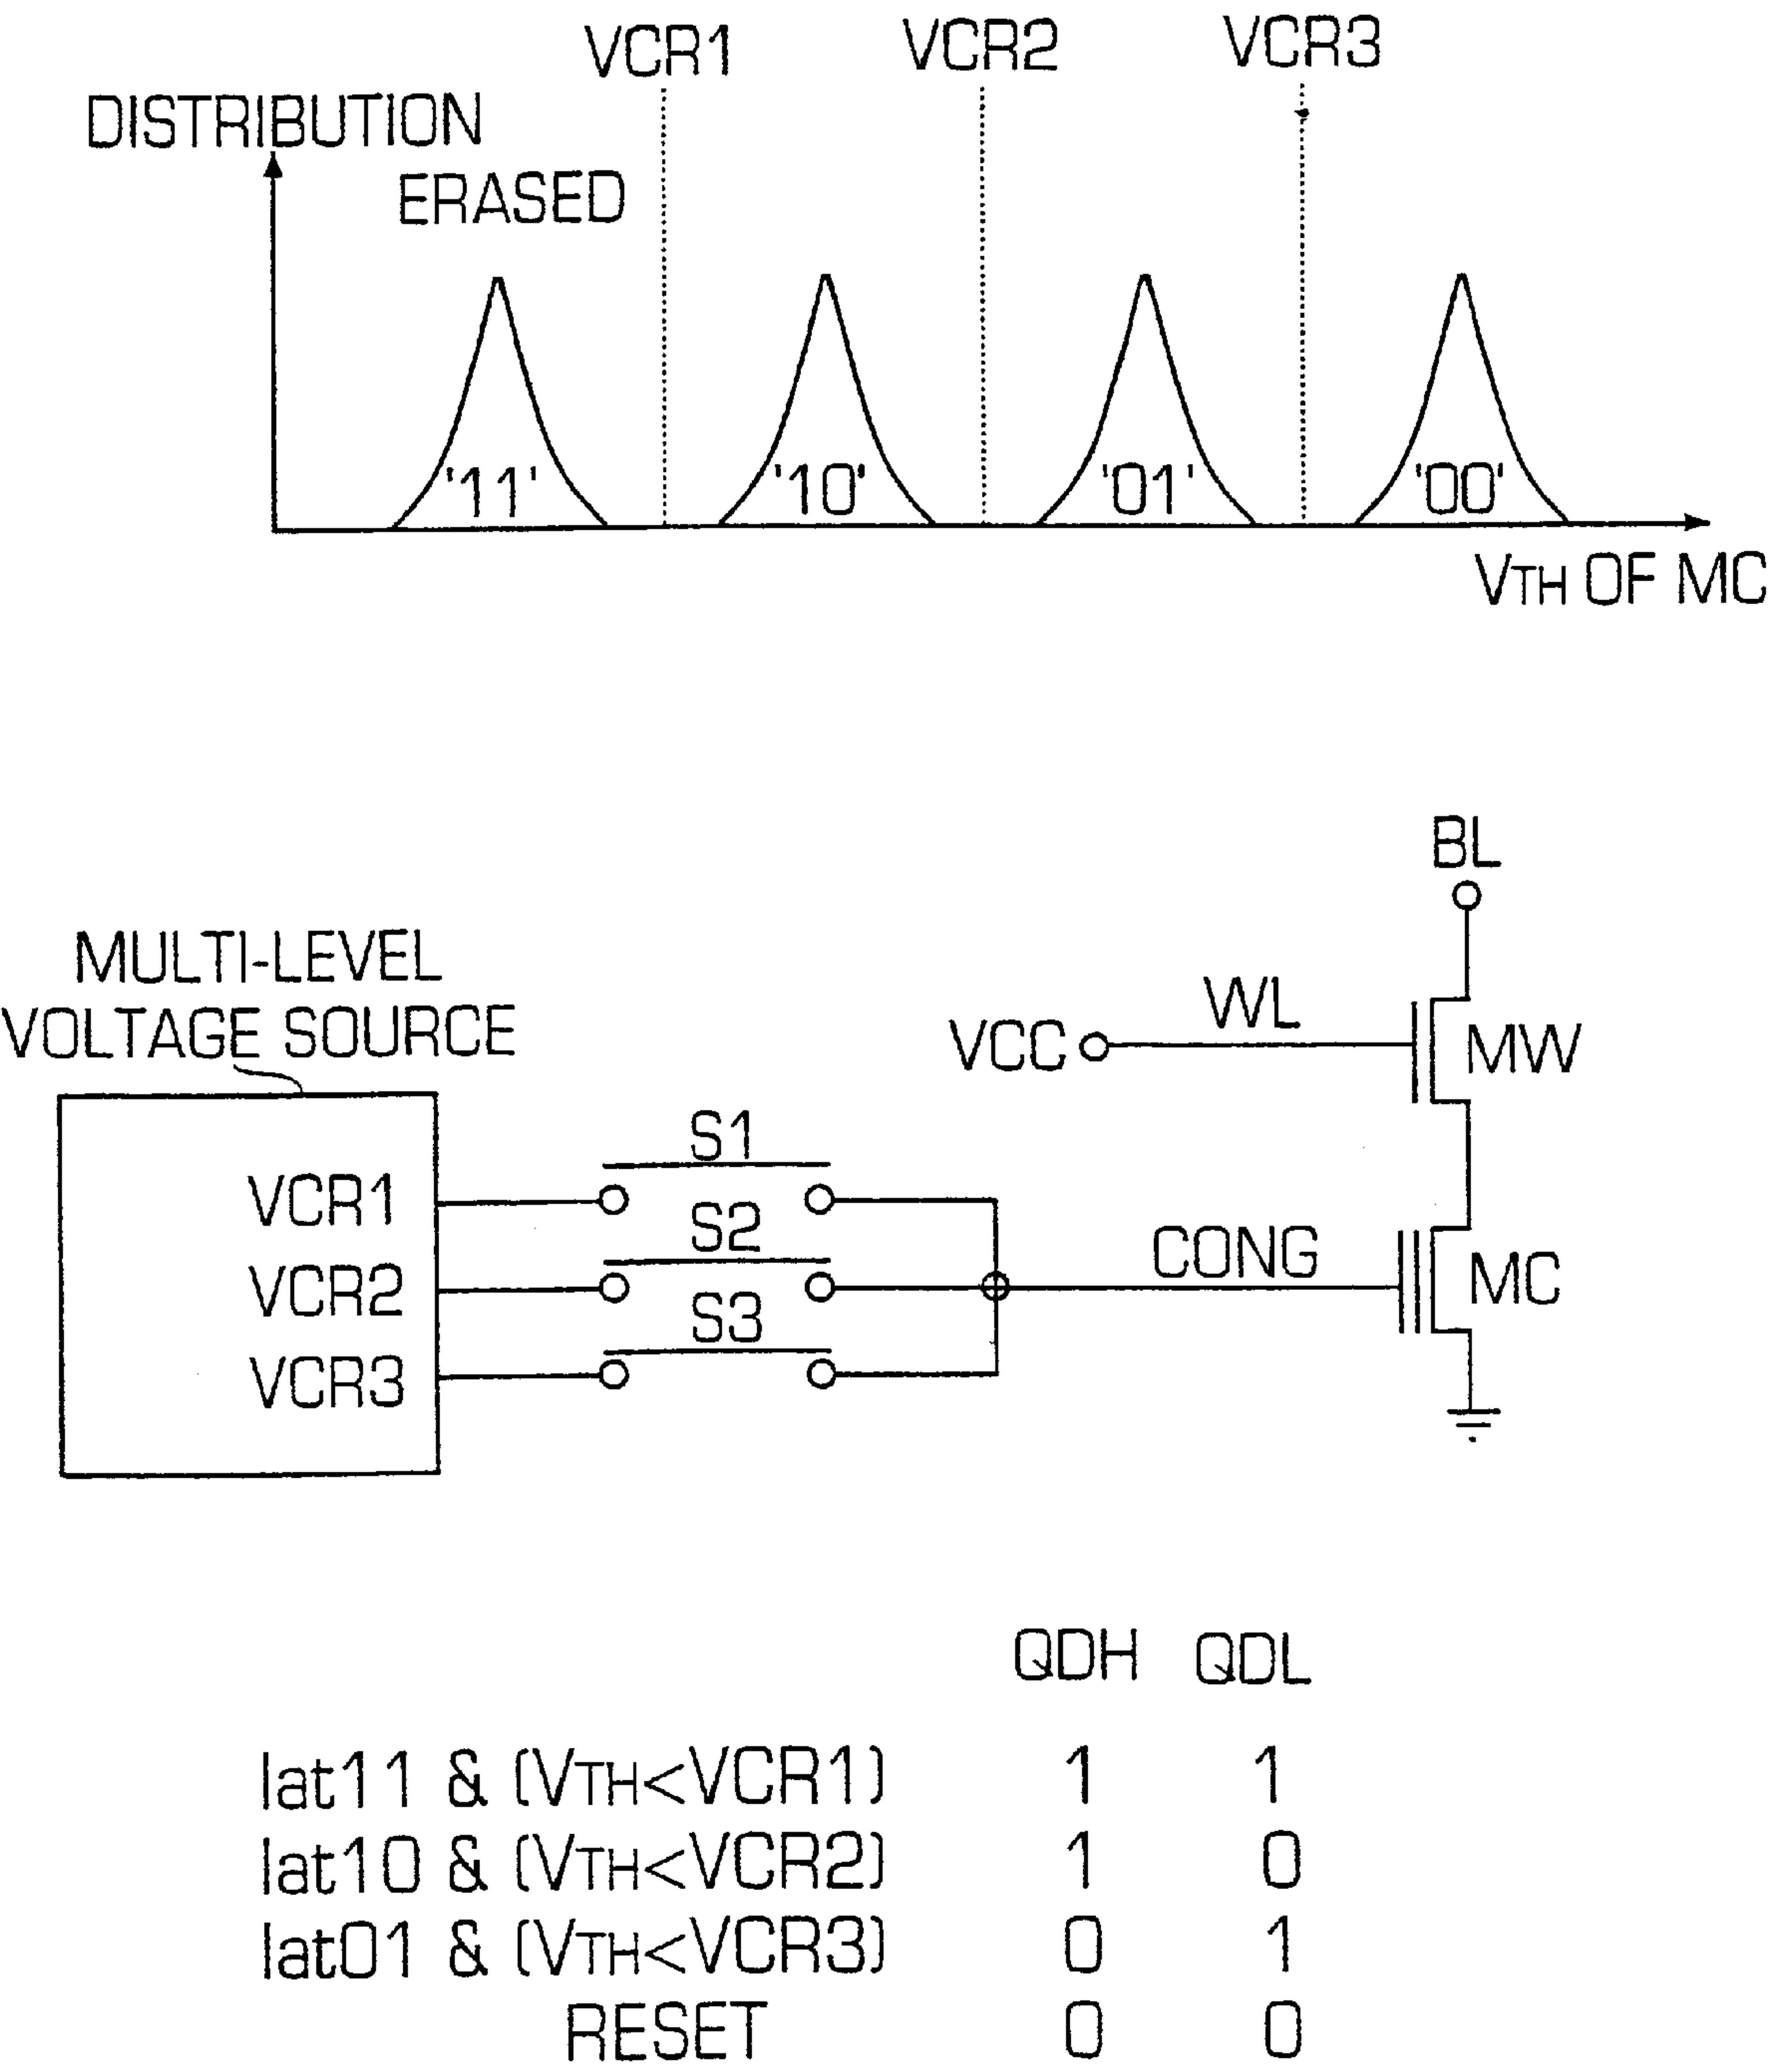 VCR1 VCR2 VCR3
DISTRIBUTION
ERASED
'11' '10' '01' '00'
VTH OF MC
BL
MULTI-LEVEL
VOLTAGE SOURCE
WL
VCC
MW
S1
VCR1
S2
CONG
VCR2
MC
S3
VCR3
QDH QDL
lat11 & (VTH<VCR1) 1 1
lat10 & (VTH<VCR2) 1 0
lat01 & (VTH<VCR3) 0 1
RESET 0 0